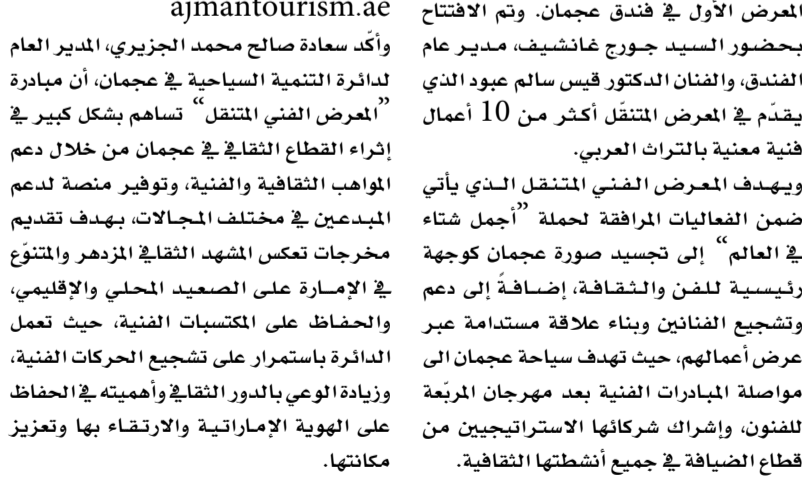 المعرض الأول في فندق عجمان. وتم الافتتاح
بحضور السيد جورج غانشيف، مدير عام
الفندق، والفنان الدكتور قيس سالم عبود الذي
يقدّم في المعرض المتنقّل أكثر من 10 أعمال
فنية معنية بالتراث العربي.
ويهدف المعرض الفني المتنقل الذي يأتي
ضمن الفعاليات المرافقة لحملة ”أجمل شتاء
في العالم“ إلى تجسيد صورة عجمان كوجهة
رئيسية للفن والثقافة، إضافةً إلى دعم
وتشجيع الفنانين وبناء علاقة مستدامة عبر
عرض أعمالهم، حيث تهدف سياحة عجمان الى
مواصلة المبادرات الفنية بعد مهرجان المربّعة
للفنون، وإشراك شركائها الاستراتيجيين من
قطاع الضيافة في جميع أنشطتها الثقافية.
ajmantourism.ae
وأكّد سعادة صالح محمد الجزيري، المدير العام
لدائرة التنمية السياحية في عجمان، أن مبادرة
”المعرض الفني المتنقل“ تساهم بشكل كبير في
إثراء القطاع الثقافي في عجمان من خلال دعم
المواهب الثقافية والفنية، وتوفير منصة لدعم
المبدعين في مختلف المجالات، بهدف تقديم
مخرجات تعكس المشهد الثقافي المزدهر والمتنوّع
في الإمارة على الصعيد المحلي والإقليمي،
والحفاظ على المكتسبات الفنية، حيث تعمل
الدائرة باستمرار على تشجيع الحركات الفنية،
وزيادة الوعي بالدور الثقافي وأهميته في الحفاظ
على الهوية الإماراتية والارتقاء بها وتعزيز
مكانتها.